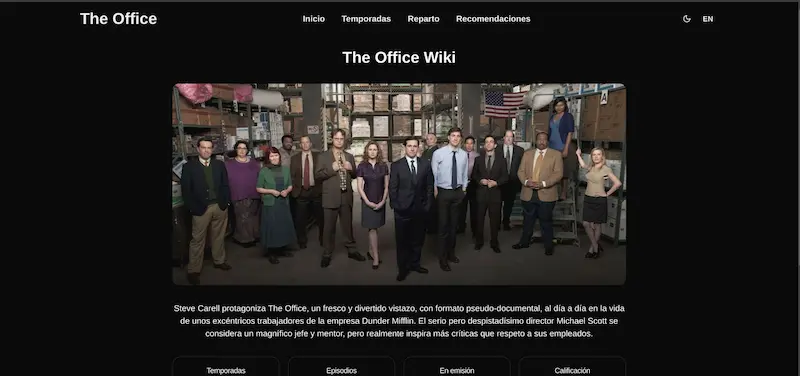 The Office
Inicio Temporadas Reparto Recomendaciones
EN
The Office Wiki
Steve Carell protagoniza The Office, un fresco y divertido vistazo, con formato pseudo-documental, al día a día en la vida
de unos excéntricos trabajadores de la empresa Dunder Mifflin. El serio pero despistadísimo director Michael Scott se
considera un magnífico jefe y mentor, pero realmente inspira más críticas que respeto a sus empleados.
Temporadas Episodios En emisión Calificación